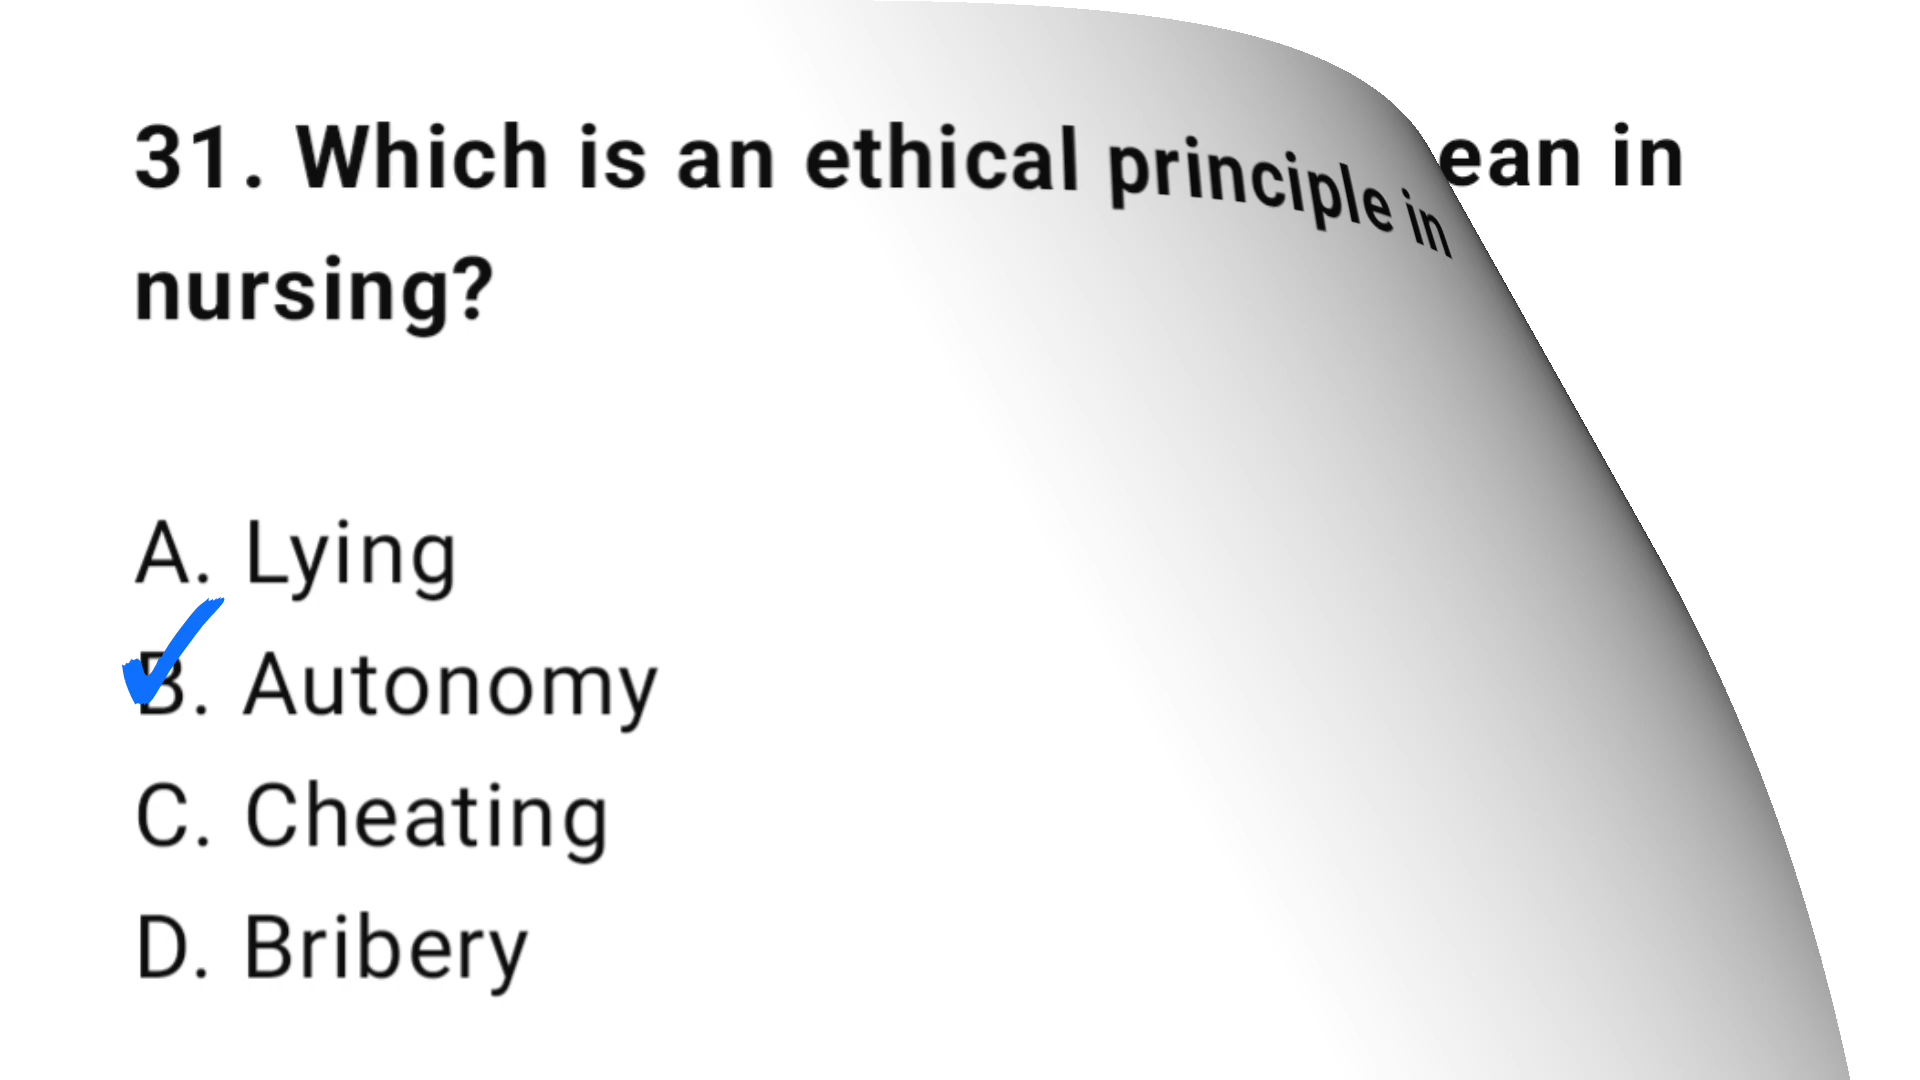 31. Which is an ethical principle in
ean in
nursing?
A. Lying
B. Autonomy
C. Cheating
D. Bribery